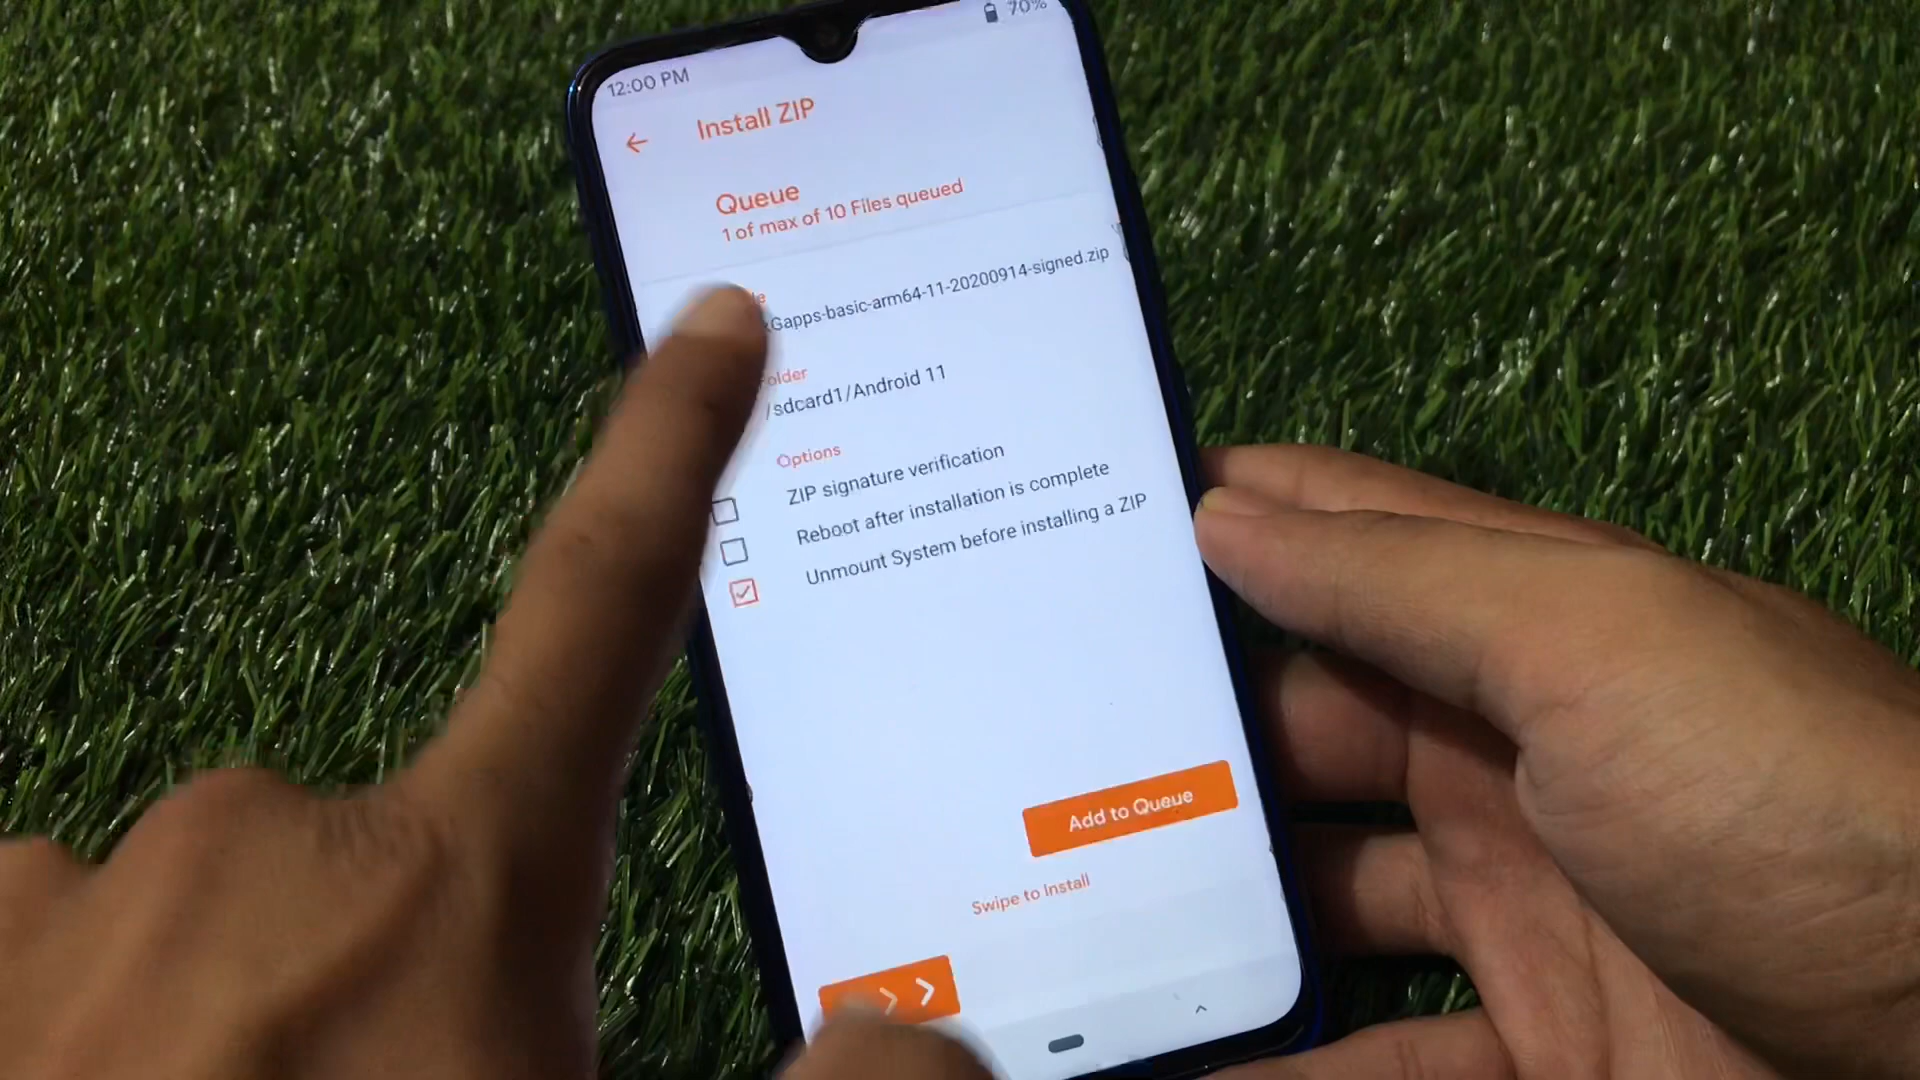 12:00 PM
70%
Install ZIP
Queue
1 of max of 10 Files queued
Gapps-basic-arm64-11-20200914-signed.zip
/sdcard1/Android 11
Options
ZIP signature verification
Reboot after installation is complete
Unmount System before installing a ZIP
Add to Queue
Swipe to Install